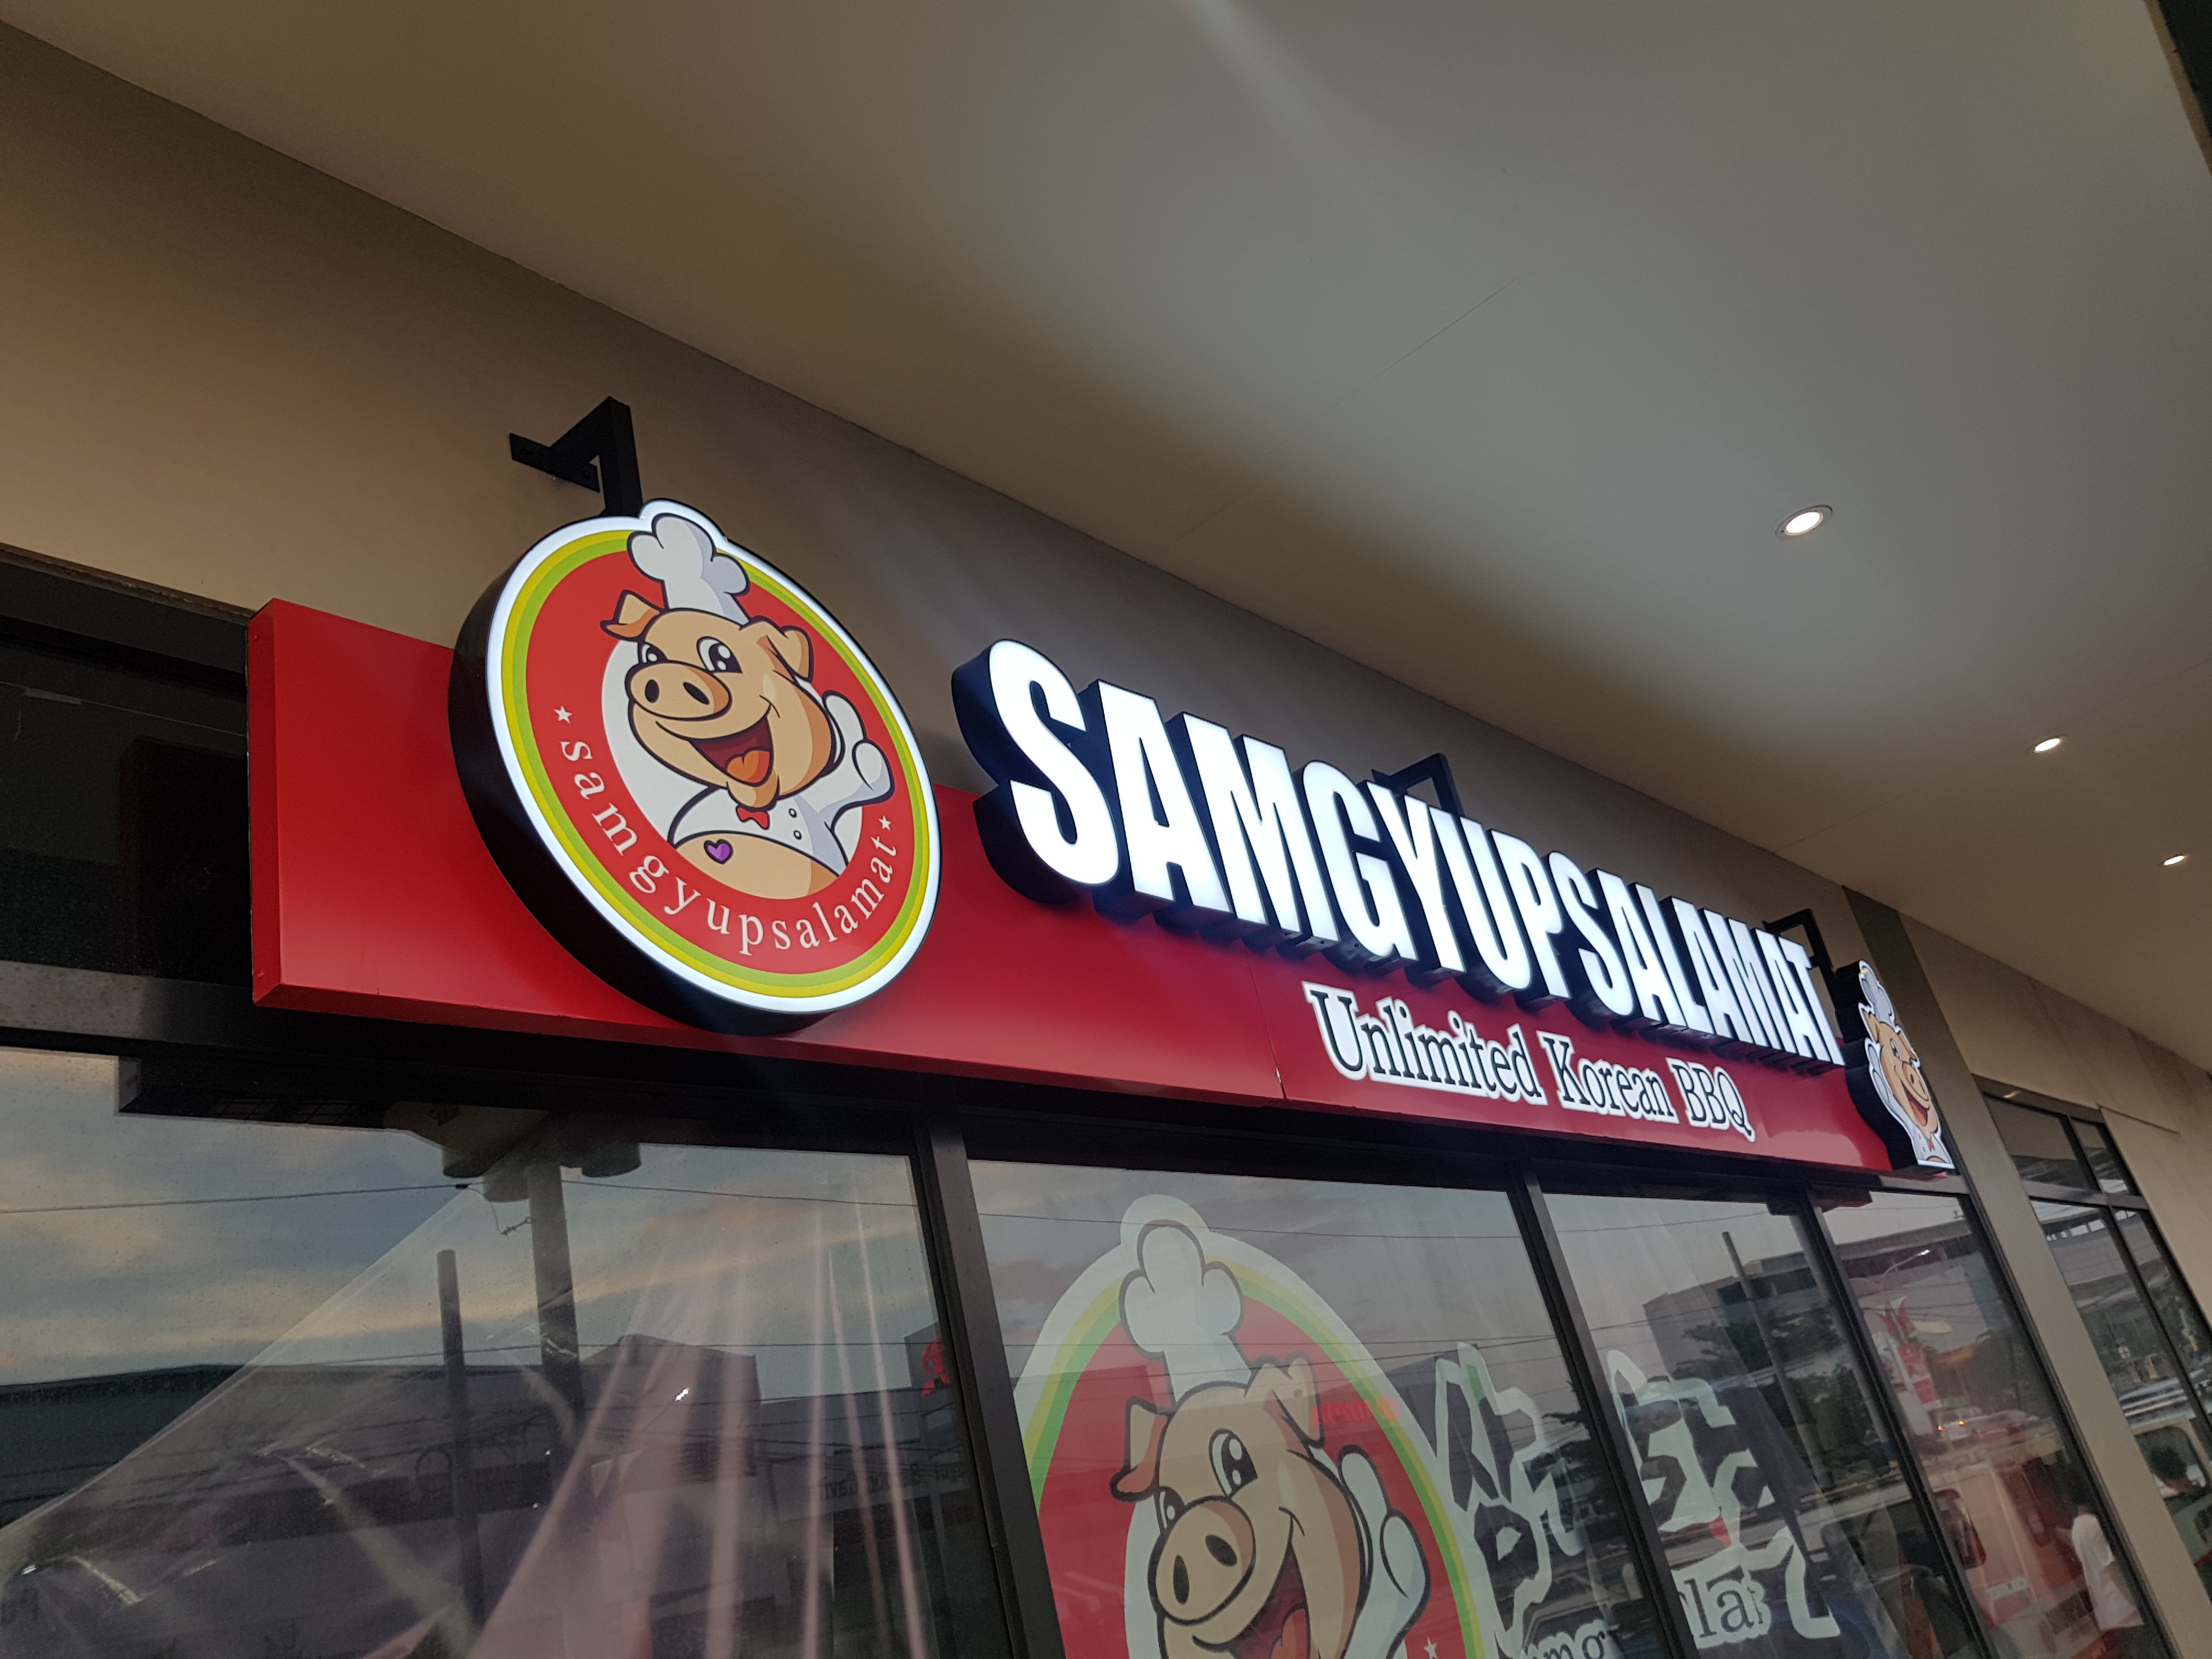 samgyupsalamat
SAMGYUPSALAMAT
Unlimited Korean BBQ